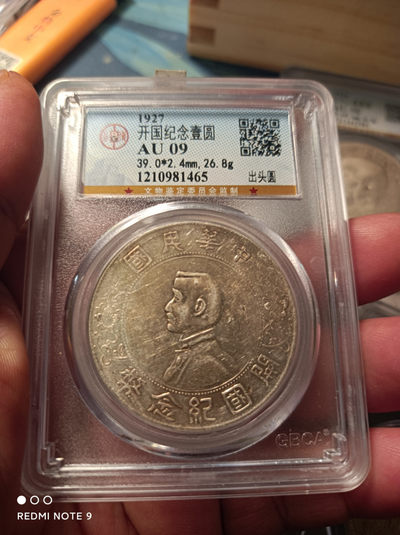 1927
开国纪念壹圆
AU 09
39.0*2.4mm,26.8g
1210981465
出头圆
文物鉴定委员会监制
國民華中
開國紀念幣
GBCA®
REDMI NOTE 9